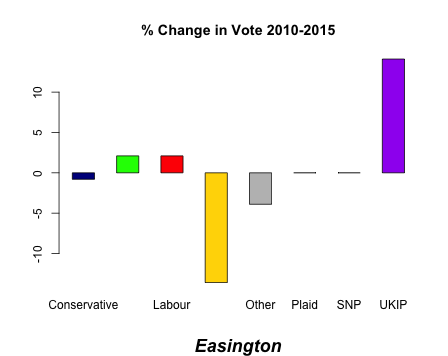 % Change in Vote 2010-2015
10
5
0
-5
-10
Conservative Labour Other Plaid SNP UKIP
Easington